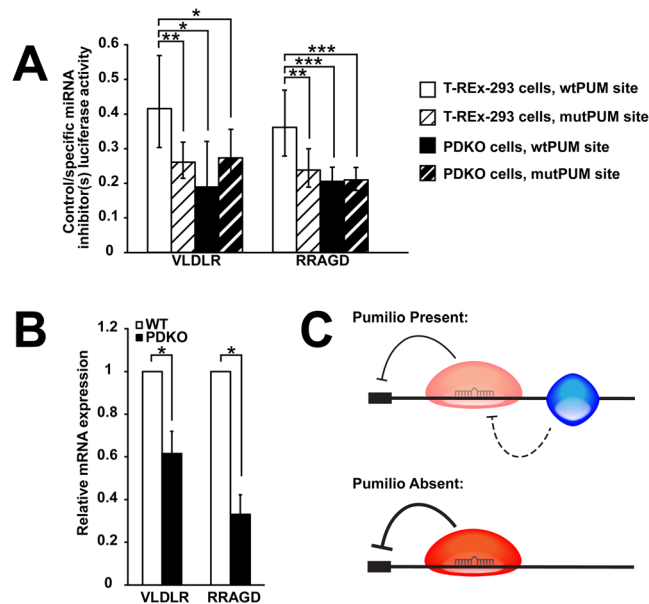 A
Control/specific miRNA
inhibitor(s) luciferase activity
0.6
0.5
0.4
0.3
0.2
0.1
0
*
*
**
***
***
**
VLDLR
RRAGD
T-REx-293 cells, wtPUM site
T-REx-293 cells, mutPUM site
PDKO cells, wtPUM site
PDKO cells, mutPUM site
B
WT
PDKO
Relative mRNA expression
1.2
1
0.8
0.6
0.4
0.2
0
*
*
VLDLR
RRAGD
C
Pumilio Present:
Pumilio Absent: